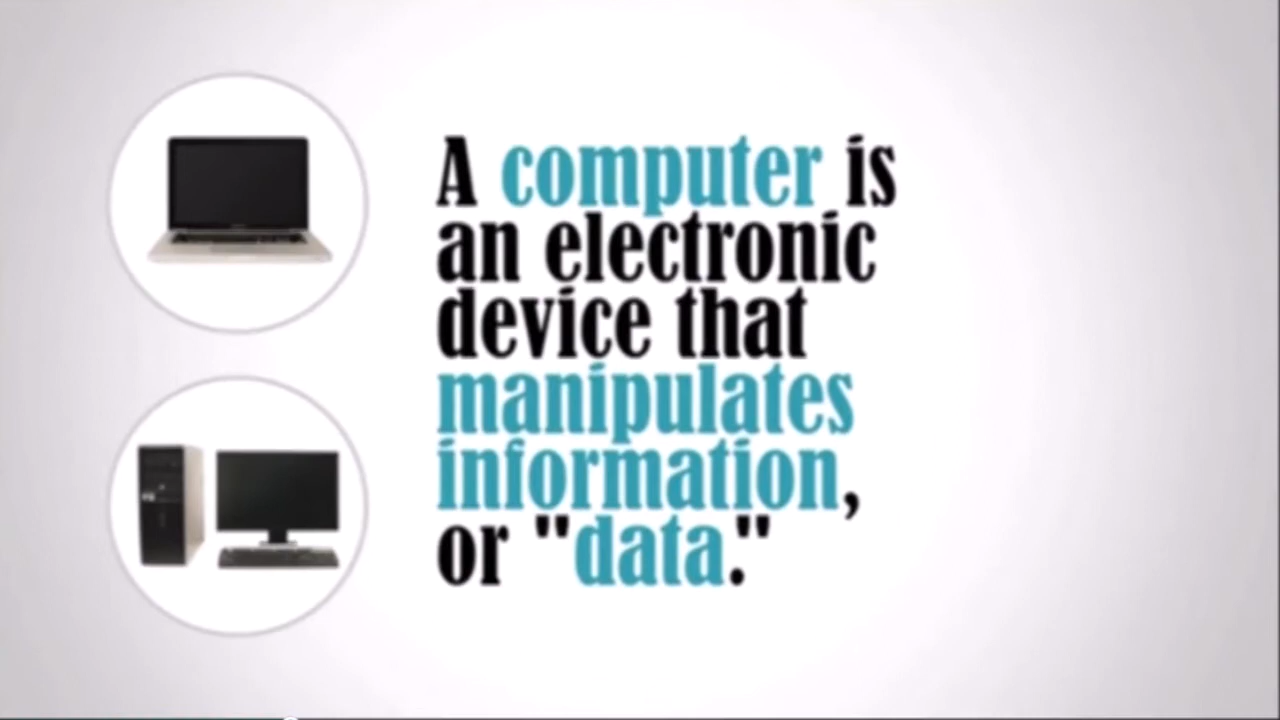 A computer is
an electronic
device that
manipulates
information,
or "data."